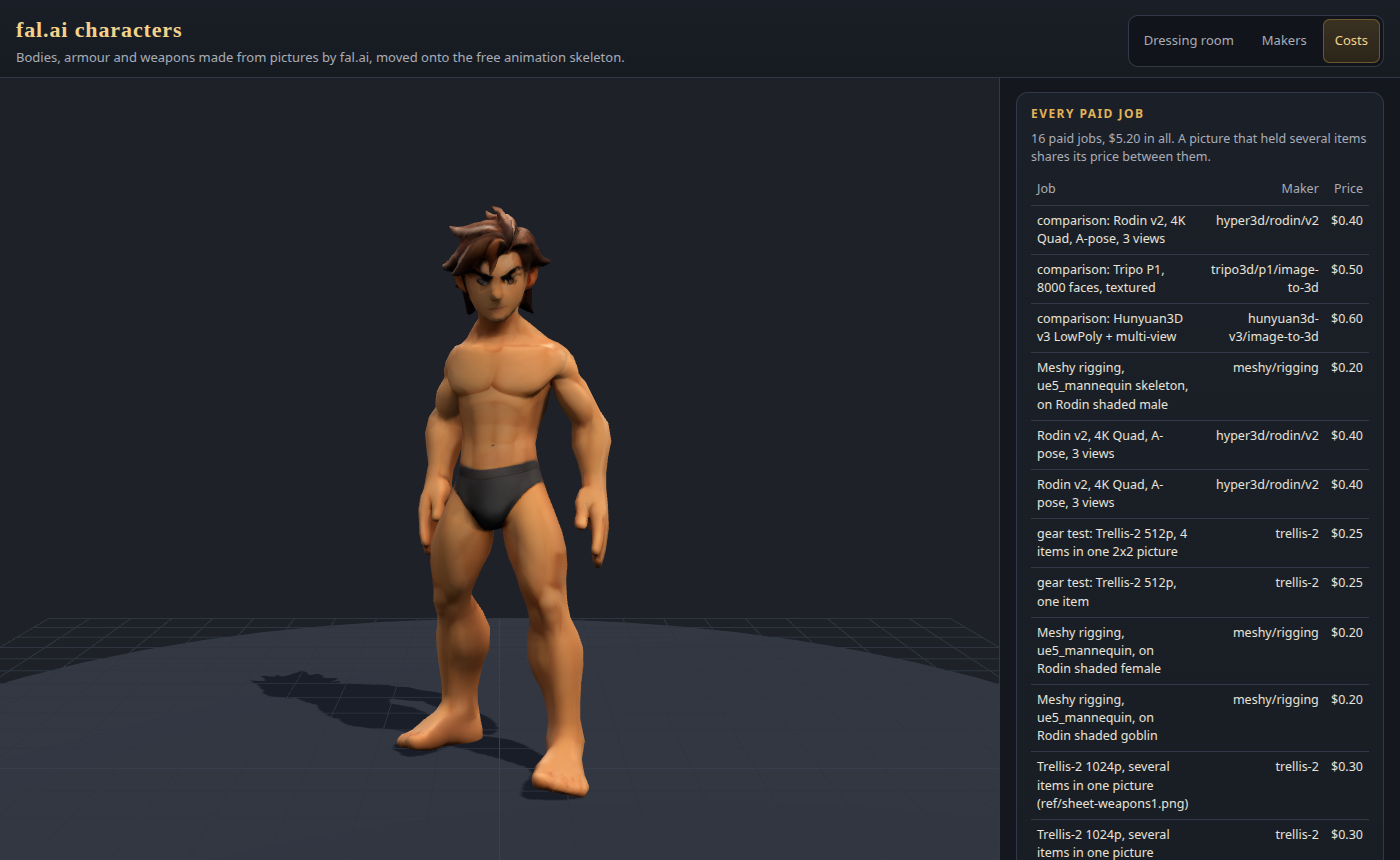 fal.ai characters
Bodies, armour and weapons made from pictures by fal.ai, moved onto the free animation skeleton.
Dressing room
Makers
Costs
EVERY PAID JOB
16 paid jobs, $5.20 in all. A picture that held several items
shares its price between them.
Job Maker Price
comparison: Rodin v2, 4K hyper3d/rodin/v2 $0.40
Quad, A-pose, 3 views
comparison: Tripo P1, tripo3d/p1/image- $0.50
8000 faces, textured to-3d
comparison: Hunyuan3D hunyuan3d- $0.60
v3 LowPoly + multi-view v3/image-to-3d
Meshy rigging, meshy/rigging $0.20
ue5_mannequin skeleton,
on Rodin shaded male
Rodin v2, 4K Quad, A- hyper3d/rodin/v2 $0.40
pose, 3 views
Rodin v2, 4K Quad, A- hyper3d/rodin/v2 $0.40
pose, 3 views
gear test: Trellis-2 512p, 4 trellis-2 $0.25
items in one 2x2 picture
gear test: Trellis-2 512p, trellis-2 $0.25
one item
Meshy rigging, meshy/rigging $0.20
ue5_mannequin, on
Rodin shaded female
Meshy rigging, meshy/rigging $0.20
ue5_mannequin, on
Rodin shaded goblin
Trellis-2 1024p, several trellis-2 $0.30
items in one picture
(ref/sheet-weapons1.png)
Trellis-2 1024p, several trellis-2 $0.30
items in one picture